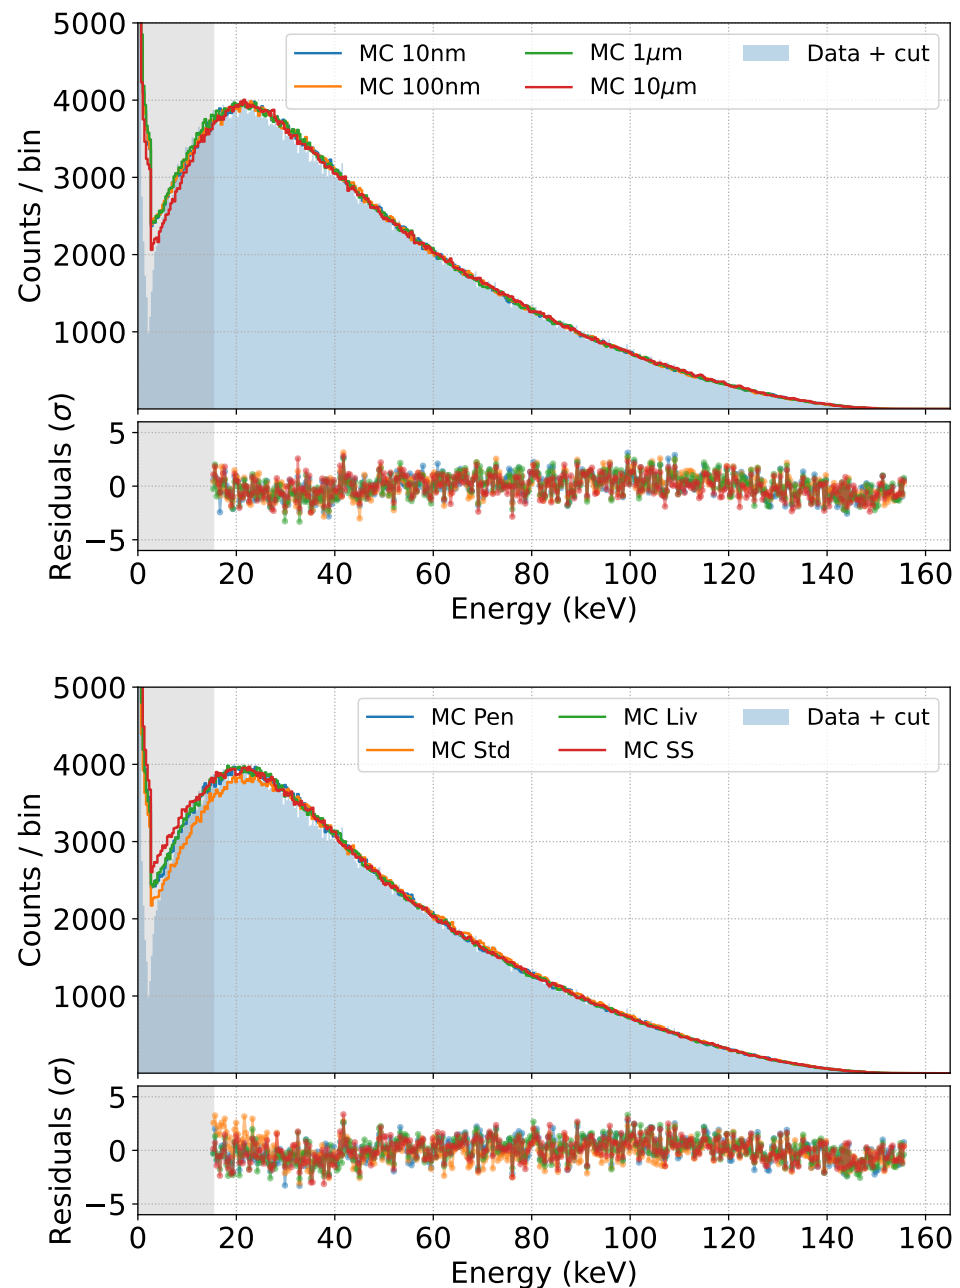 5000
4000
3000
2000
1000
Counts / bin
MC 10nm
MC 100nm
MC 1μm
MC 10μm
Data + cut
5
0
−5
Residuals (σ)
0 20 40 60 80 100 120 140 160
Energy (keV)
5000
4000
3000
2000
1000
Counts / bin
MC Pen
MC Std
MC Liv
MC SS
Data + cut
5
0
−5
Residuals (σ)
0 20 40 60 80 100 120 140 160
Energy (keV)